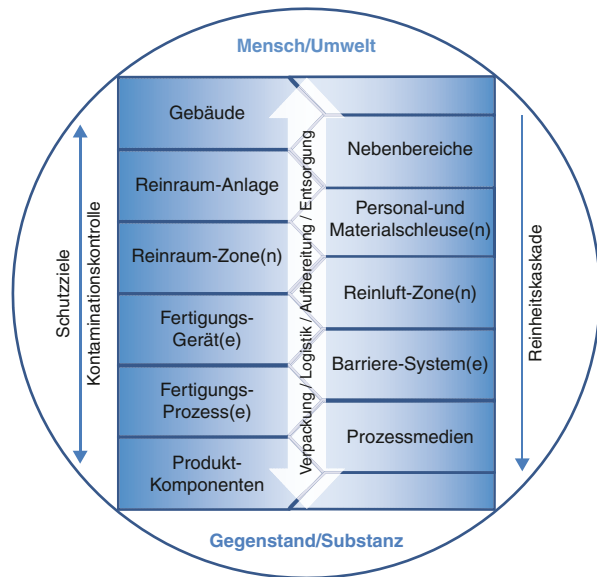 Mensch/Umwelt
Schutzziele
Kontaminationskontrolle
Gebäude
Reinraum-Anlage
Reinraum-Zone(n)
Fertigungs-
Gerät(e)
Fertigungs-
Prozess(e)
Produkt-
Komponenten
Verpackung / Logistik / Aufbereitung / Entsorgung
Nebenbereiche
Personal-und
Materialschleuse(n)
Reinluft-Zone(n)
Barriere-System(e)
Prozessmedien
Reinheitskaskade
Gegenstand/Substanz